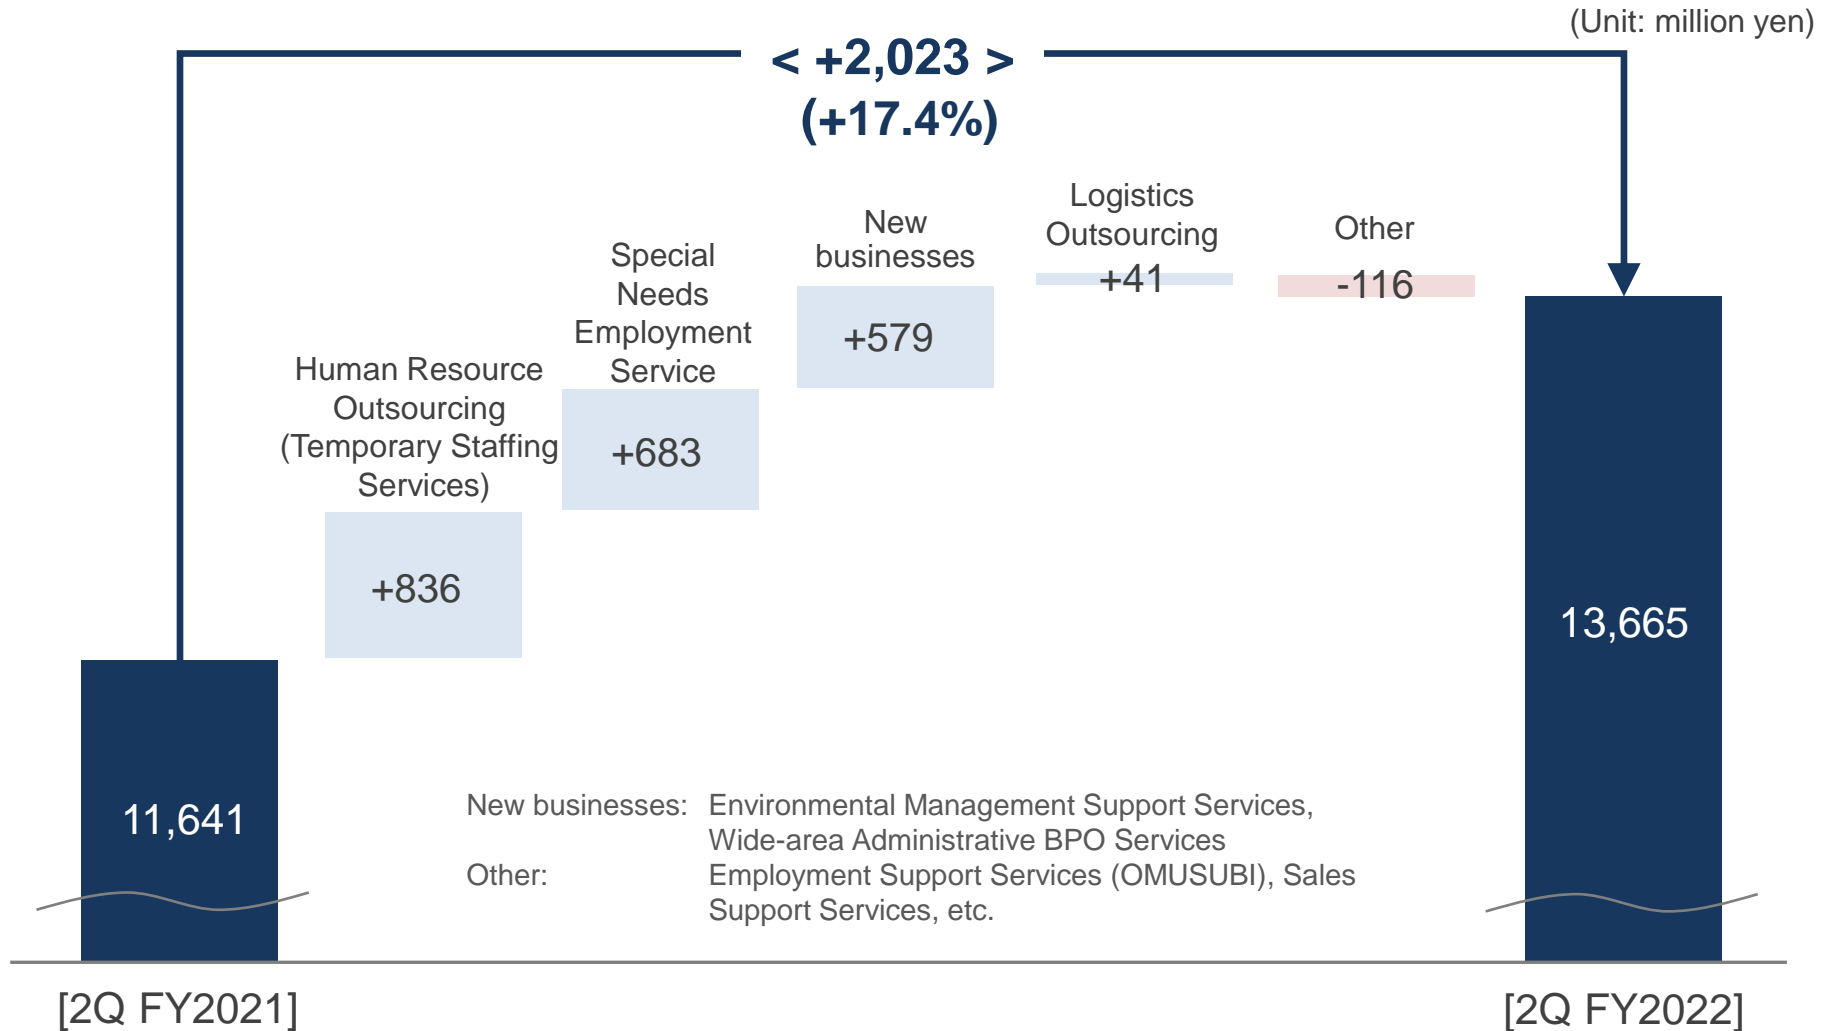 (Unit: million yen)
< +2,023 >
(+17.4%)
Human Resource
Outsourcing
(Temporary Staffing
Services)
+836
Special
Needs
Employment
Service
+683
New
businesses
+579
Logistics
Outsourcing
+41
Other
-116
11,641
13,665
New businesses: Environmental Management Support Services,
Wide-area Administrative BPO Services
Other: Employment Support Services (OMUSUBI), Sales
Support Services, etc.
[2Q FY2021]
[2Q FY2022]